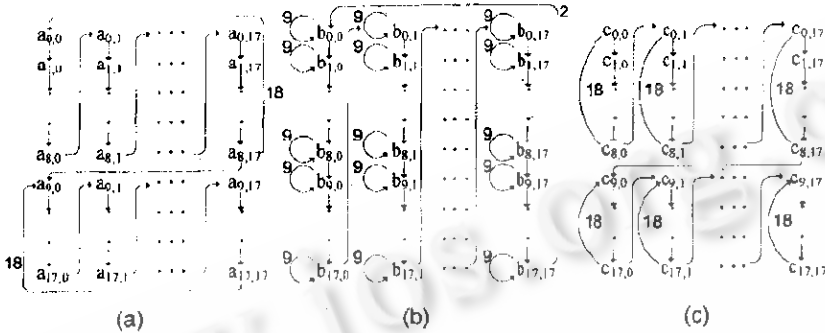 9 9 9 2
a0,0 a0,1 . . . . a0,17 b0,0 b0,1 . . . . b0,17 c0,0 c0,1 . . . . c0,17
18
a1,0 a1,1 a1,17 9 9 9 b1,0 b1,1 b1,17 c1,0 c1,1 c1,17
18 18 18
9 9 9
a8,0 a8,1 a8,17 b8,0 b8,1 b8,17 c8,0 c8,1 c8,17
9 9 9
a9,0 a9,1 a9,17 b9,0 b9,1 b9,17 c9,0 c9,1 c9,17
18 18 18
18 9 9 9
a17,0 a17,1 a17,17 b17,0 b17,1 b17,17 c17,0 c17,1 c17,17
(a) (b) (c)